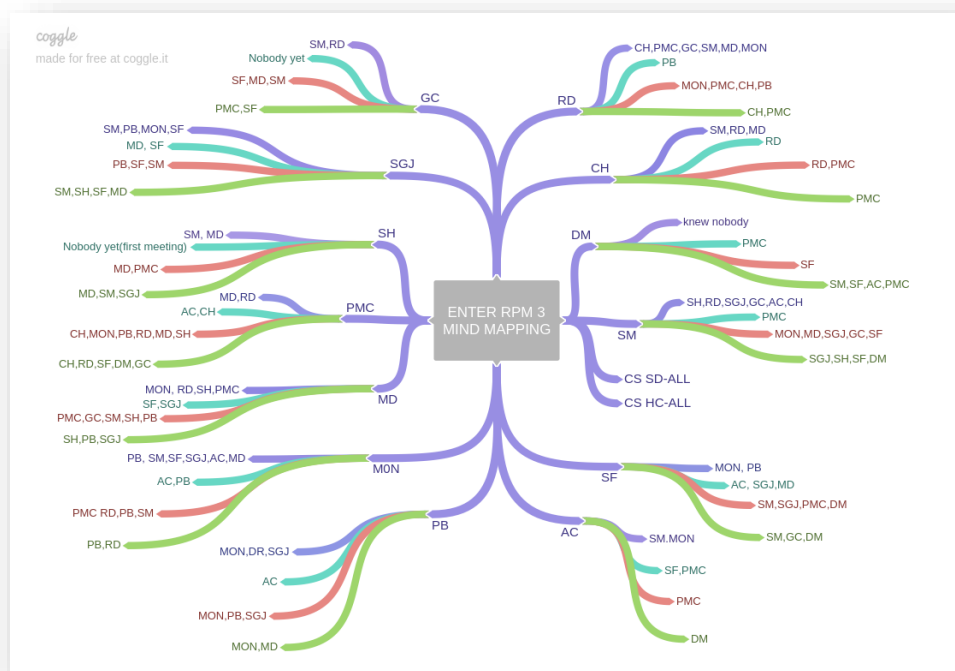 coggle
made for free at coggle.it
ENTER RPM 3
MIND MAPPING
GC
SM,RD
Nobody yet
SF,MD,SM
PMC,SF
SGJ
SM,PB,MON,SF
MD, SF
PB,SF,SM
SM,SH,SF,MD
SH
SM, MD
Nobody yet(first meeting)
MD,PMC
MD,SM,SGJ
PMC
MD,RD
AC,CH
CH,MON,PB,RD,MD,SH
CH,RD,SF,DM,GC
MD
MON, RD,SH,PMC
SF,SGJ
PMC,GC,SM,SH,PB
SH,PB,SGJ
M0N
PB, SM,SF,SGJ,AC,MD
AC,PB
PMC RD,PB,SM
PB,RD
PB
MON,DR,SGJ
AC
MON,PB,SGJ
MON,MD
RD
CH,PMC,GC,SM,MD,MON
PB
MON,PMC,CH,PB
CH,PMC
CH
SM,RD,MD
RD
RD,PMC
PMC
DM
knew nobody
PMC
SF
SM,SF,AC,PMC
SM
SH,RD,SGJ,GC,AC,CH
PMC
MON,MD,SGJ,GC,SF
SGJ,SH,SF,DM
CS SD-ALL
CS HC-ALL
SF
MON, PB
AC, SGJ,MD
SM,SGJ,PMC,DM
SM,GC,DM
AC
SM.MON
SF,PMC
PMC
DM